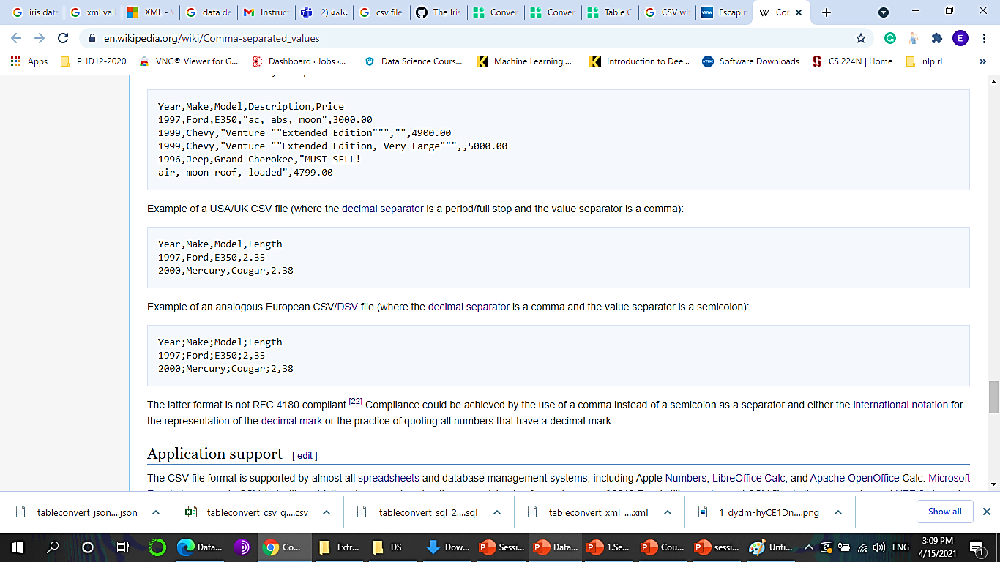 iris data
xml vali
XML - W
data de
Instruct
عامة (2
csv file
The Iris
Conver
Conver
Table C
CSV wi
Escapin
Cor
en.wikipedia.org/wiki/Comma-separated_values
E
Apps
PHD12-2020
VNC® Viewer for G...
Dashboard · Jobs ·...
Data Science Cours...
Machine Learning,...
Introduction to Dee...
Software Downloads
CS 224N | Home
nlp rl
»
Year,Make,Model,Description,Price
1997,Ford,E350,"ac, abs, moon",3000.00
1999,Chevy,"Venture ""Extended Edition""","",4900.00
1999,Chevy,"Venture ""Extended Edition, Very Large""",,5000.00
1996,Jeep,Grand Cherokee,"MUST SELL!
air, moon roof, loaded",4799.00
Example of a USA/UK CSV file (where the decimal separator is a period/full stop and the value separator is a comma):
Year,Make,Model,Length
1997,Ford,E350,2.35
2000,Mercury,Cougar,2.38
Example of an analogous European CSV/DSV file (where the decimal separator is a comma and the value separator is a semicolon):
Year;Make;Model;Length
1997;Ford;E350;2,35
2000;Mercury;Cougar;2,38
The latter format is not RFC 4180 compliant.[22] Compliance could be achieved by the use of a comma instead of a semicolon as a separator and either the international notation for
the representation of the decimal mark or the practice of quoting all numbers that have a decimal mark.
Application support [ edit ]
The CSV file format is supported by almost all spreadsheets and database management systems, including Apple Numbers, LibreOffice Calc, and Apache OpenOffice Calc. Microsoft
tableconvert_json....json
tableconvert_csv_q....csv
tableconvert_sql_2....sql
tableconvert_xml_....xml
1_dydm-hyCE1Dn....png
Show all
Data...
Co...
Extr...
DS
Dow...
Sessi...
Data...
1.Se...
Cou...
sessi...
Unti...
ENG
3:09 PM
4/15/2021
1